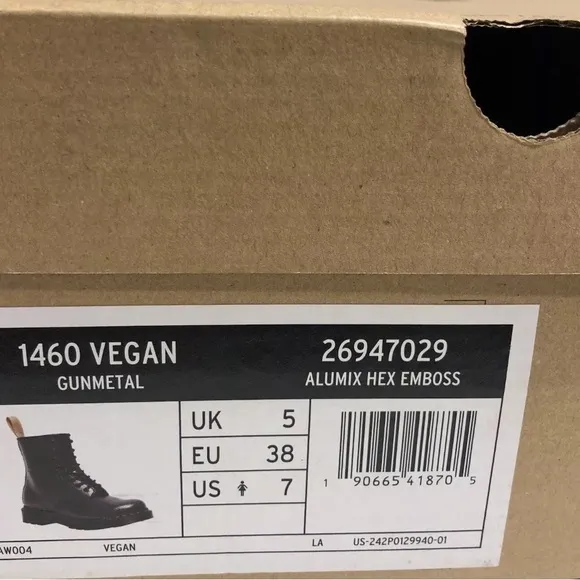 1460 VEGAN
GUNMETAL
26947029
ALUMIX HEX EMBOSS
UK 5
EU 38
US 7
1 90665 41870 5
AW004 VEGAN LA US-242P0129940-01